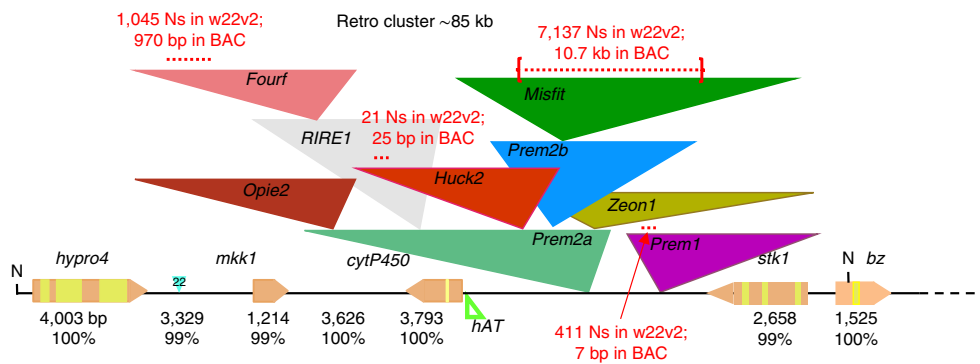 1,045 Ns in w22v2;
970 bp in BAC
Retro cluster ~85 kb
7,137 Ns in w22v2;
10.7 kb in BAC
Fourf
Misfit
21 Ns in w22v2;
25 bp in BAC
RIRE1
Prem2b
Opie2
Huck2
Zeon1
Prem2a
Prem1
N
hypro4
22
mkk1
cytP450
stk1
N
bz
4,003 bp
3,329
1,214
3,626
3,793
hAT
2,658
1,525
100%
99%
99%
100%
100%
99%
100%
411 Ns in w22v2;
7 bp in BAC